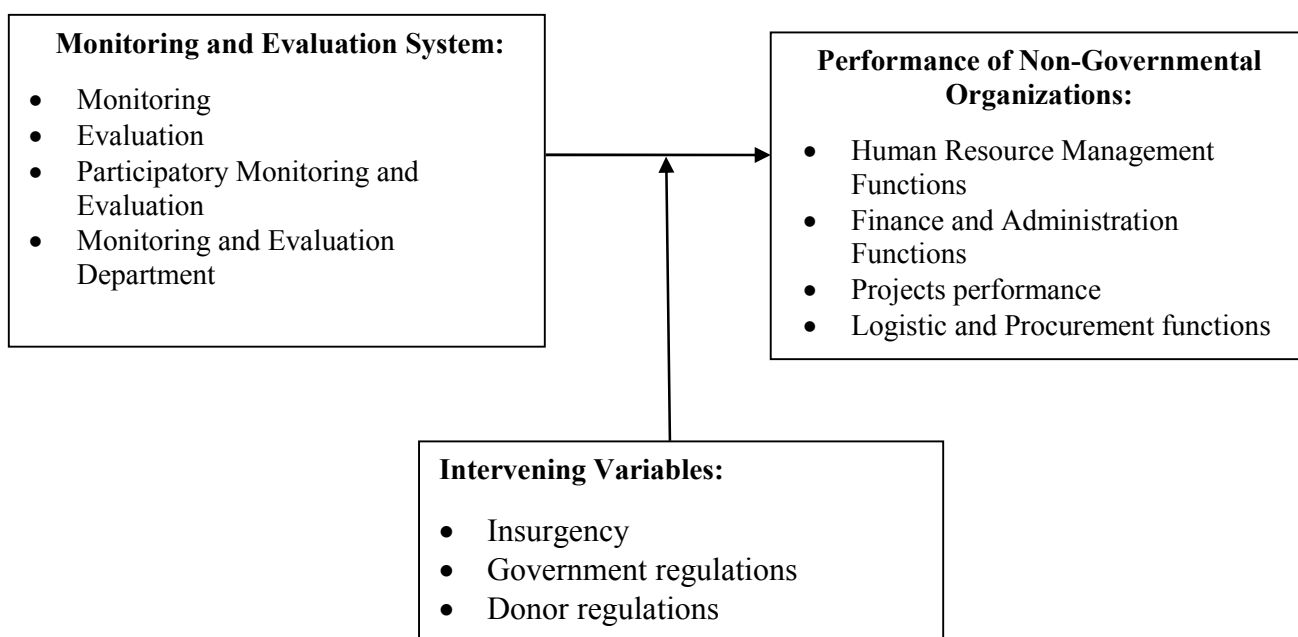 Monitoring and Evaluation System:
• Monitoring
• Evaluation
• Participatory Monitoring and
Evaluation
• Monitoring and Evaluation
Department
Performance of Non-Governmental
Organizations:
• Human Resource Management
Functions
• Finance and Administration
Functions
• Projects performance
• Logistic and Procurement functions
Intervening Variables:
• Insurgency
• Government regulations
• Donor regulations